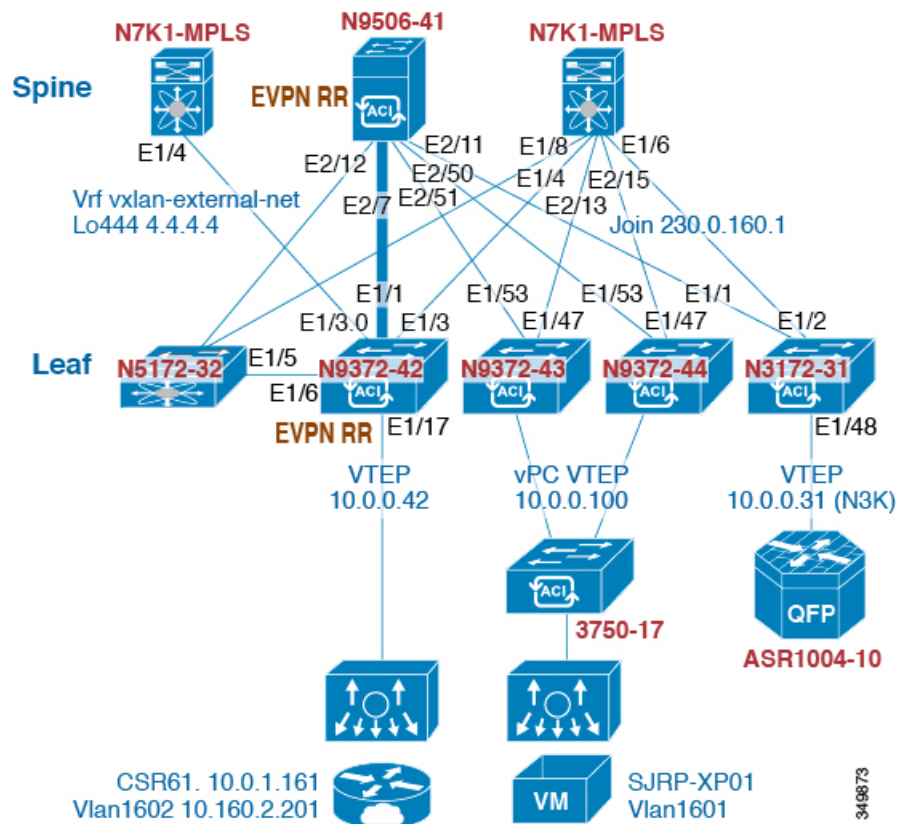 N7K1-MPLS
N9506-41
N7K1-MPLS
Spine
EVPN RR
ACI
E1/4
E2/12
E2/11
E1/8
E1/6
E2/50
E1/4
E2/15
E2/51
E2/7
E2/13
Vrf vxlan-external-net
Lo444 4.4.4.4
Join 230.0.160.1
E1/1
E1/53
E1/53
E1/1
E1/3.0
E1/3
E1/47
E1/47
E1/2
Leaf
N5172-32
E1/5
N9372-42
N9372-43
N9372-44
N3172-31
E1/6
ACI
ACI
ACI
ACI
EVPN RR
E1/17
E1/48
VTEP
10.0.0.42
vPC VTEP
10.0.0.100
VTEP
10.0.0.31 (N3K)
ACI
3750-17
QFP
ASR1004-10
CSR61. 10.0.1.161
Vlan1602 10.160.2.201
VM
SJRP-XP01
Vlan1601
349873